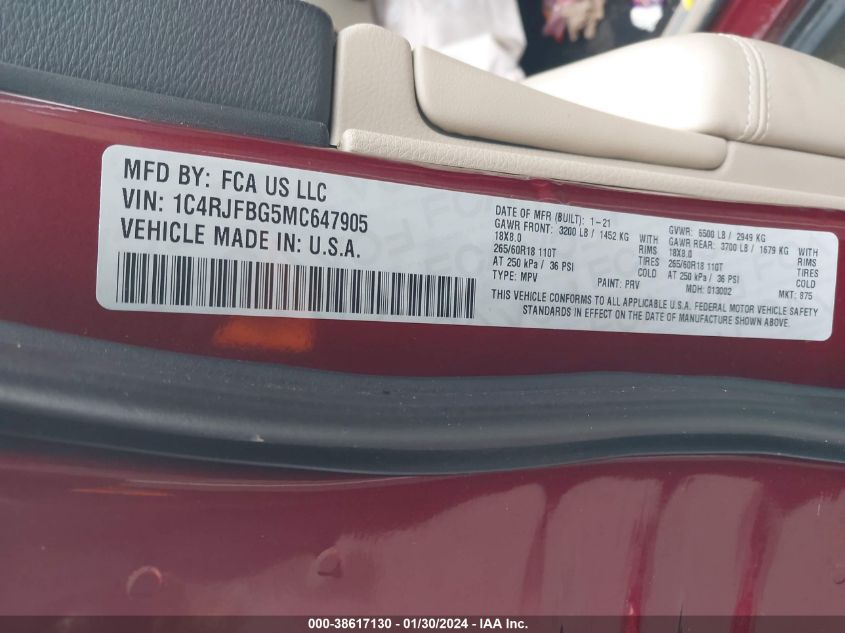 MFD BY: FCA US LLC
VIN: 1C4RJFBG5MC647905
VEHICLE MADE IN: U.S.A.
DATE OF MFR (BUILT): 1-21
GAWR FRONT: 3200 LB / 1452 KG WITH
18X8.0 RIMS
265/60R18 110T TIRES
AT 250 kPa / 36 PSI COLD
TYPE: MPV PAINT: PRV
GVWR: 6500 LB / 2949 KG
GAWR REAR: 3700 LB / 1679 KG WITH
18X8.0 RIMS
265/60R18 110T TIRES
AT 250 kPa / 36 PSI COLD
MDH: 013002 MKT: 875
THIS VEHICLE CONFORMS TO ALL APPLICABLE U.S.A. FEDERAL MOTOR VEHICLE SAFETY
STANDARDS IN EFFECT ON THE DATE OF MANUFACTURE SHOWN ABOVE.
000-38617130 - 01/30/2024 - IAA Inc.